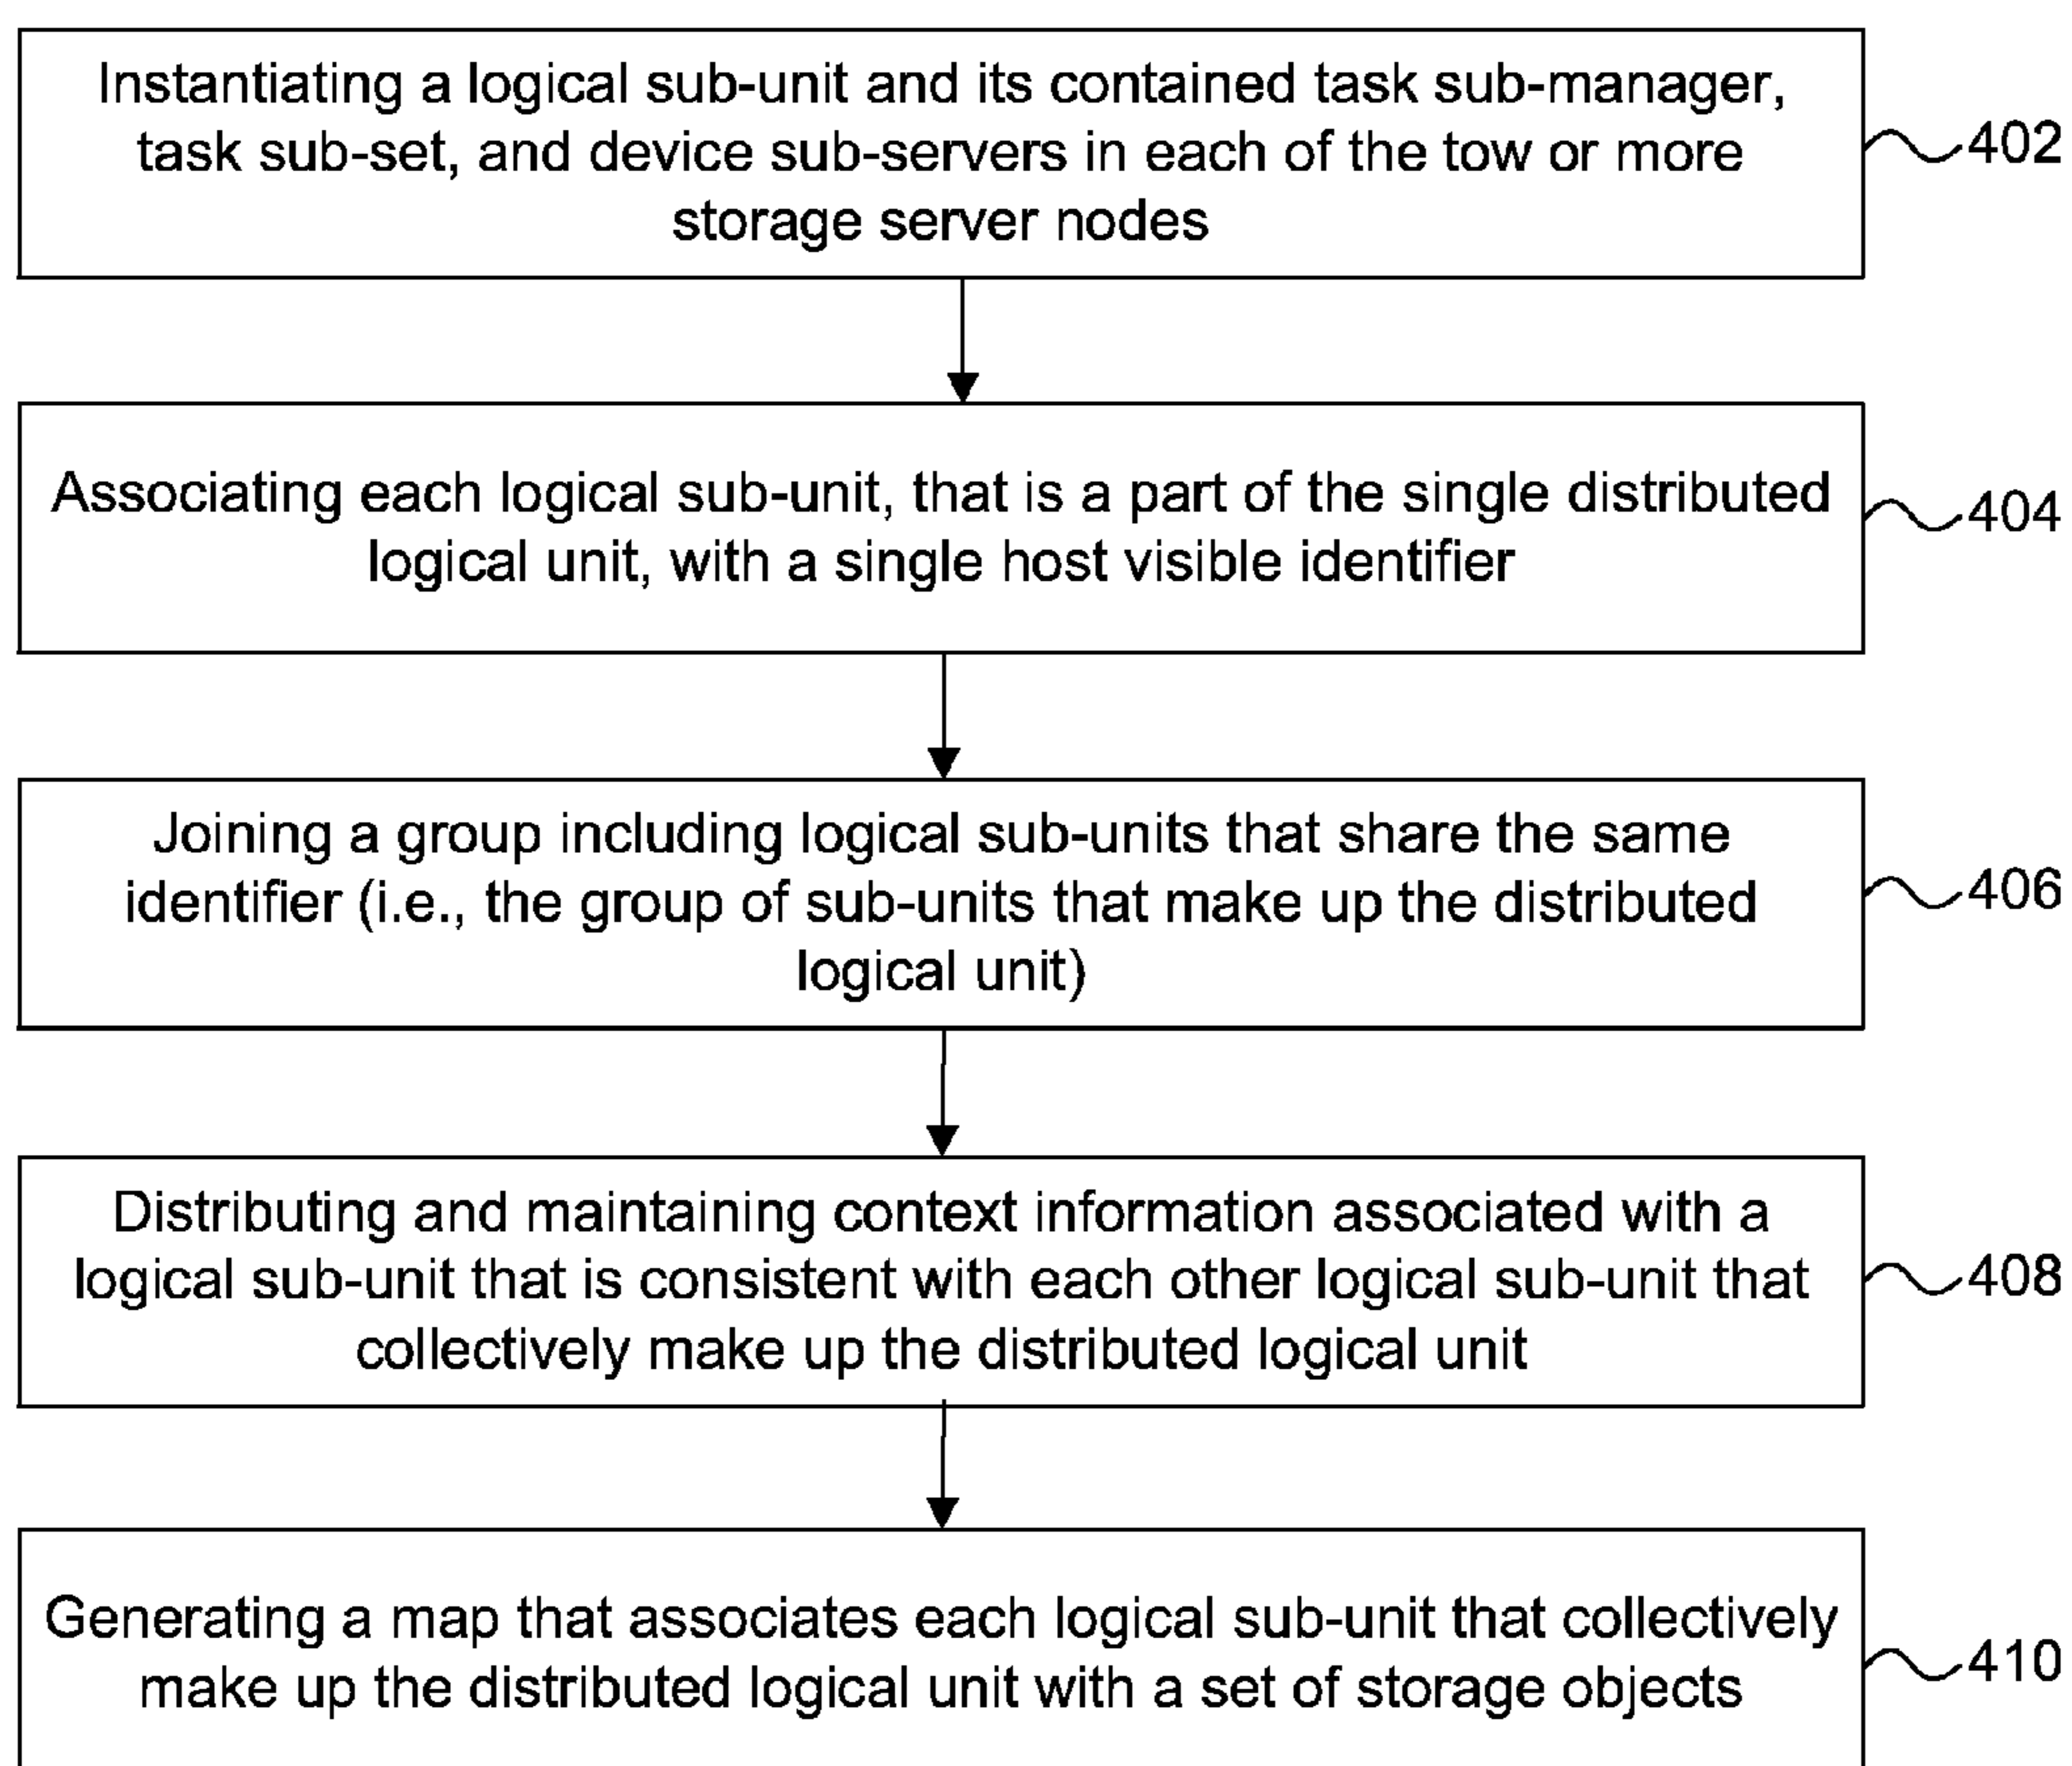 Instantiating a logical sub-unit and its contained task sub-manager,
task sub-set, and device sub-servers in each of the tow or more
storage server nodes
402
Associating each logical sub-unit, that is a part of the single distributed
logical unit, with a single host visible identifier
404
Joining a group including logical sub-units that share the same
identifier (i.e., the group of sub-units that make up the distributed
logical unit)
406
Distributing and maintaining context information associated with a
logical sub-unit that is consistent with each other logical sub-unit that
collectively make up the distributed logical unit
408
Generating a map that associates each logical sub-unit that collectively
make up the distributed logical unit with a set of storage objects
410